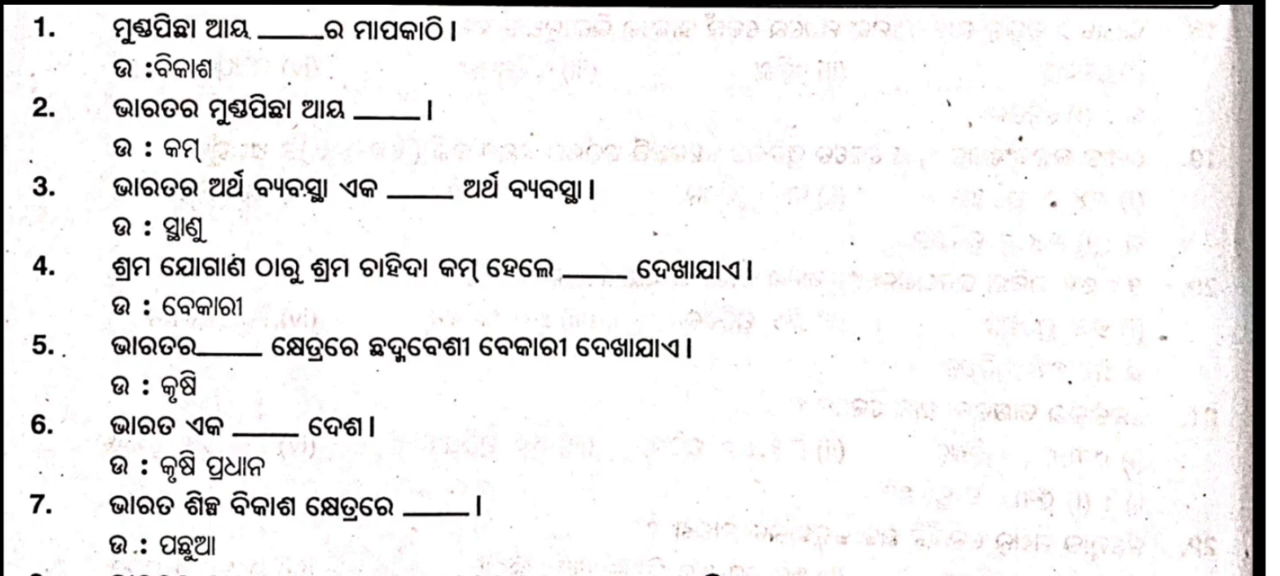 1. ମୁଣ୍ଡପିଛା ଆୟ _____ର ମାପକାଠି।
ଉ :ବିକାଶ
2. ଭାରତର ମୁଣ୍ଡପିଛା ଆୟ _____।
ଉ : କମ୍
3. ଭାରତର ଅର୍ଥ ବ୍ୟବସ୍ଥା ଏକ _____ ଅର୍ଥ ବ୍ୟବସ୍ଥା।
ଉ : ସ୍ଥାଣୁ
4. ଶ୍ରମ ଯୋଗାଣ ଠାରୁ ଶ୍ରମ ଚାହିଦା କମ୍ ହେଲେ _____ ଦେଖାଯାଏ।
ଉ : ବେକାରୀ
5. ଭାରତର_____ କ୍ଷେତ୍ରରେ ଛଦ୍ମବେଶୀ ବେକାରୀ ଦେଖାଯାଏ।
ଉ : କୃଷି
6. ଭାରତ ଏକ _____ ଦେଶ।
ଉ : କୃଷି ପ୍ରଧାନ
7. ଭାରତ ଶିଳ୍ପ ବିକାଶ କ୍ଷେତ୍ରରେ _____।
ଉ : ପଛୁଆ